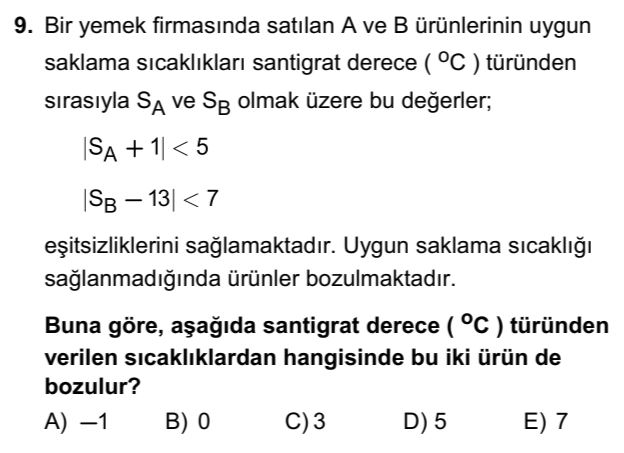 9. Bir yemek firmasında satılan A ve B ürünlerinin uygun
saklama sıcaklıkları santigrat derece ( ⁰C ) türünden
sırasıyla S_A ve S_B olmak üzere bu değerler;
|S_A + 1| < 5
|S_B – 13| < 7
eşitsizliklerini sağlamaktadır. Uygun saklama sıcaklığı
sağlanmadığında ürünler bozulmaktadır.
Buna göre, aşağıda santigrat derece ( ⁰C ) türünden
verilen sıcaklıklardan hangisinde bu iki ürün de
bozulur?
A) –1 B) 0 C) 3 D) 5 E) 7